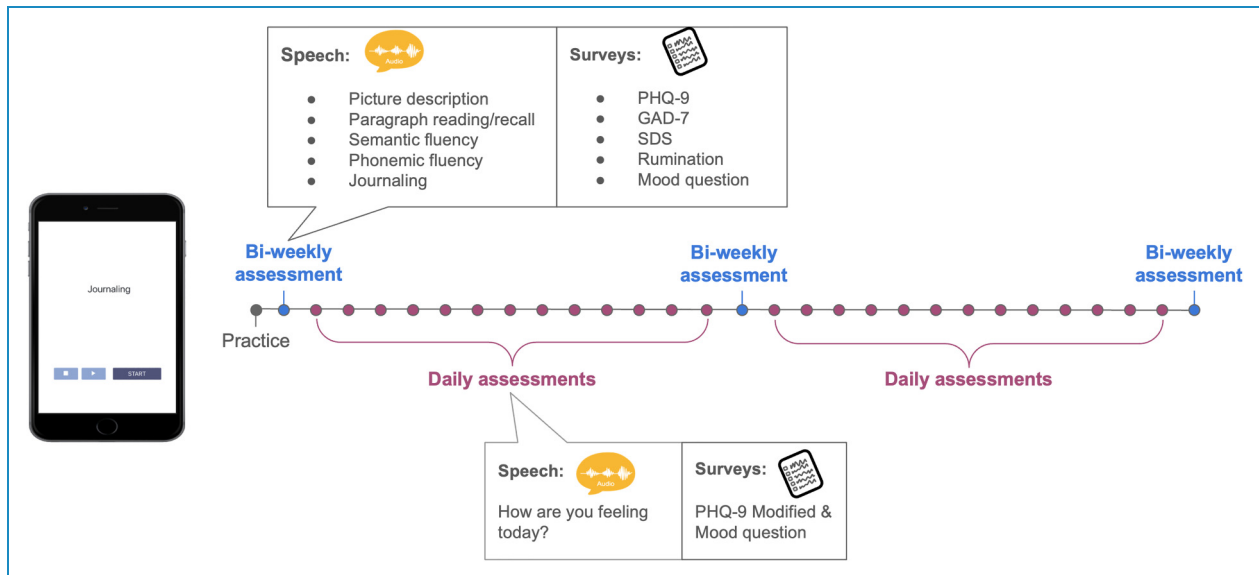 Speech:
Audio
Picture description
Paragraph reading/recall
Semantic fluency
Phonemic fluency
Journaling
Surveys:
PHQ-9
GAD-7
SDS
Rumination
Mood question
Journaling
START
Bi-weekly
assessment
Bi-weekly
assessment
Bi-weekly
assessment
Practice
Daily assessments
Daily assessments
Speech:
Audio
How are you feeling
today?
Surveys:
PHQ-9 Modified &
Mood question